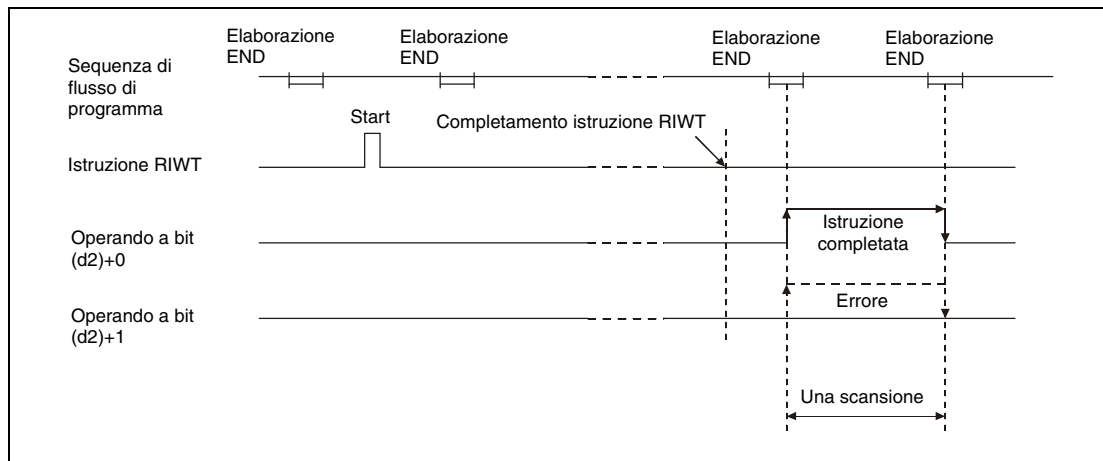 Elaborazione
END
Elaborazione
END
Elaborazione
END
Elaborazione
END
Sequenza di
flusso di
programma
Start
Completamento istruzione RIWT
Istruzione RIWT
Istruzione
completata
Operando a bit
(d2)+0
Errore
Operando a bit
(d2)+1
Una scansione